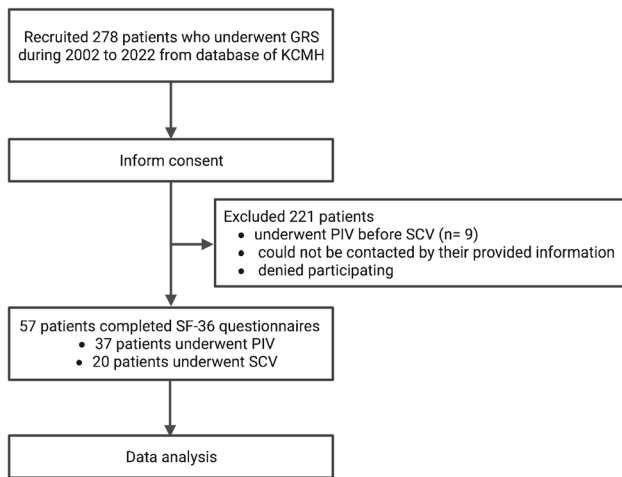 Recruited 278 patients who underwent GRS
during 2002 to 2022 from database of KCMH
Inform consent
Excluded 221 patients
• underwent PIV before SCV (n= 9)
• could not be contacted by their provided information
• denied participating
57 patients completed SF-36 questionnaires
• 37 patients underwent PIV
• 20 patients underwent SCV
Data analysis